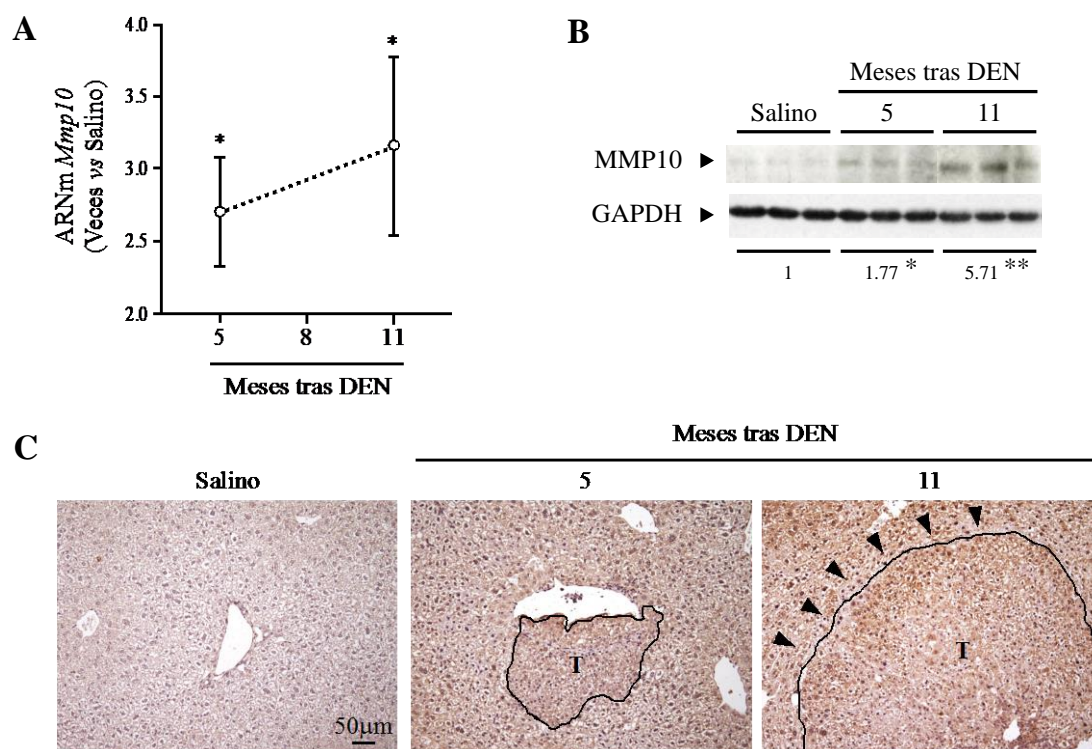 A
ARNm Mmp10
(Veces vs Salino)
4.0
3.5
3.0
2.5
2.0
*
*
5
8
11
Meses tras DEN
B
Meses tras DEN
Salino
5
11
MMP10
GAPDH
1
1.77 *
5.71 **
C
Meses tras DEN
Salino
5
11
50µm
T
T